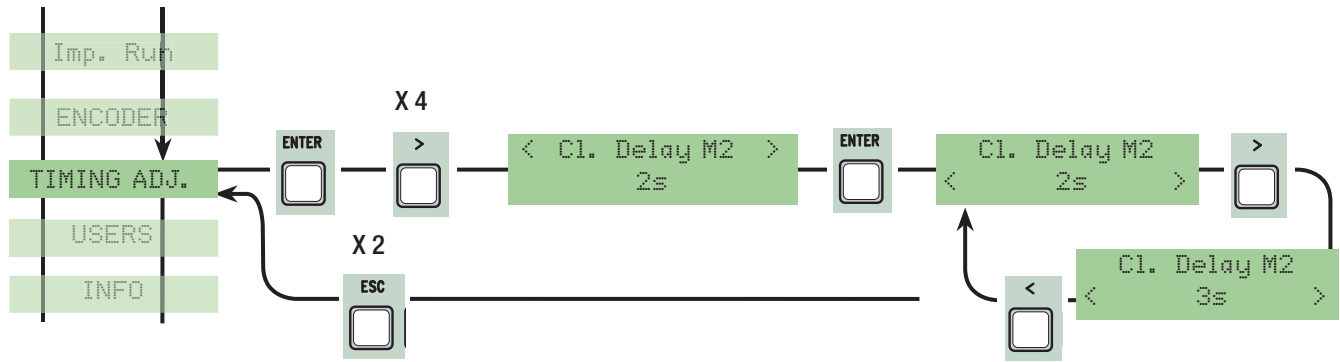 Imp. Run
ENCODER
TIMING ADJ.
USERS
INFO
ENTER
X 4
>
< Cl. Delay M2 >
2s
ENTER
Cl. Delay M2
< 2s >
>
Cl. Delay M2
< 3s >
<
X 2
ESC